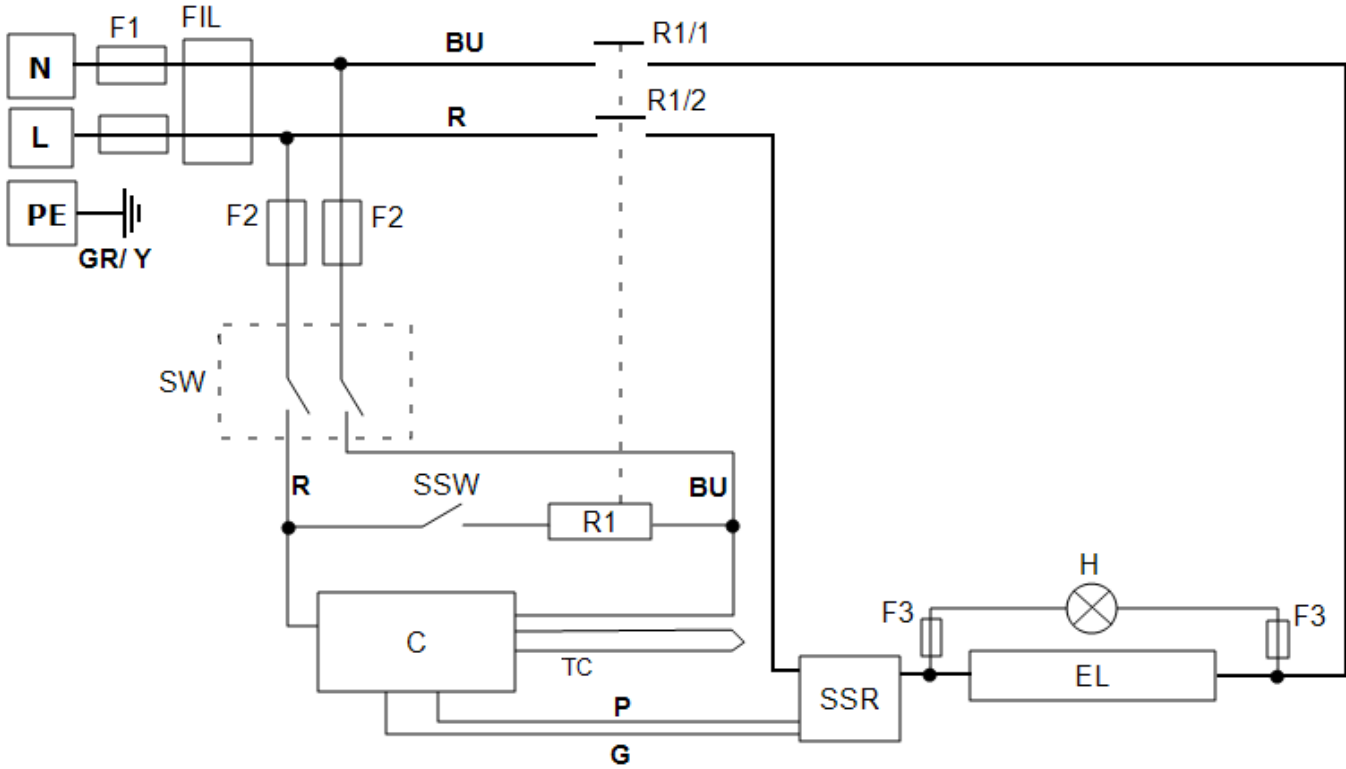 F1 FIL
N BU R1/1
L R R1/2
PE
GR/ Y
F2 F2
SW
R SSW BU
R1
H
F3 F3
C
TC
SSR EL
P
G